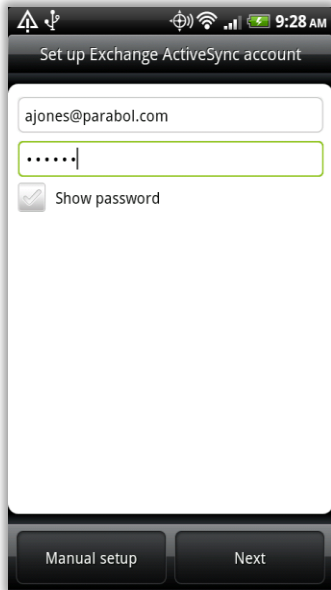 9:28 AM
Set up Exchange ActiveSync account
ajones@parabol.com
••••••
Show password
Manual setup
Next